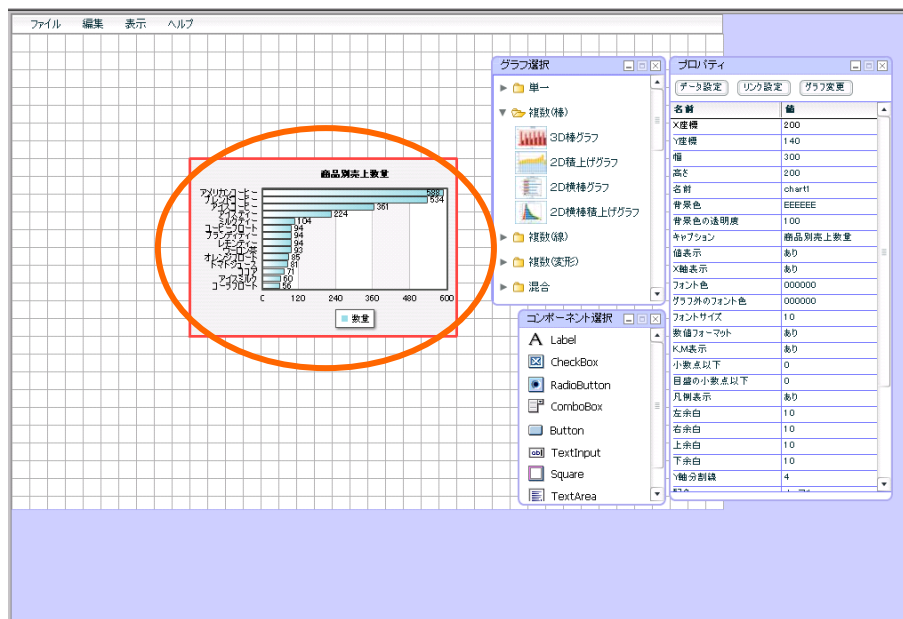 ファイル 編集 表示 ヘルプ
商品別売上数量
アメリカンコーヒー 588
ブレンドコーヒー 534
アイスコーヒー 361
アイスティー 224
ミルクティー 104
コーヒーフロート 94
ブランデーティー 94
レモンティー 94
ウーロン茶 93
オレンジフロート 85
トマトジュース 81
ココア 71
アイスミルク 60
コーラフロート 56
120 240 360 480 600
数量
グラフ選択
単一
複数(棒)
3D棒グラフ
2D積上げグラフ
2D横棒グラフ
2D横棒積上げグラフ
複数(線)
複数(変形)
混合
コンポーネント選択
Label
CheckBox
RadioButton
ComboBox
Button
TextInput
Square
TextArea
プロパティ
データ設定 リンク設定 グラフ変更
名前 値
X座標 200
Y座標 140
幅 300
高さ 200
名前 chart1
背景色 EEEEEE
背景色の透明度 100
キャプション 商品別売上数量
値表示 あり
X軸表示 あり
フォント色 000000
グラフ外のフォント色 000000
フォントサイズ 10
数値フォーマット あり
K,M表示 あり
小数点以下 0
目盛の小数点以下 0
凡例表示 あり
左余白 10
右余白 10
上余白 10
下余白 10
Y軸分割線 4